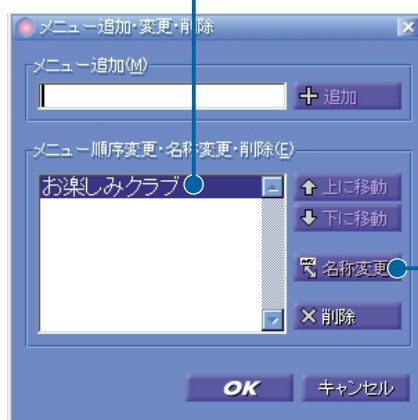 メニュー追加・変更・削除
メニュー追加(M)
追加
メニュー順序変更・名称変更・削除(E)
お楽しみクラブ
上に移動
下に移動
名称変更
削除
OK
キャンセル